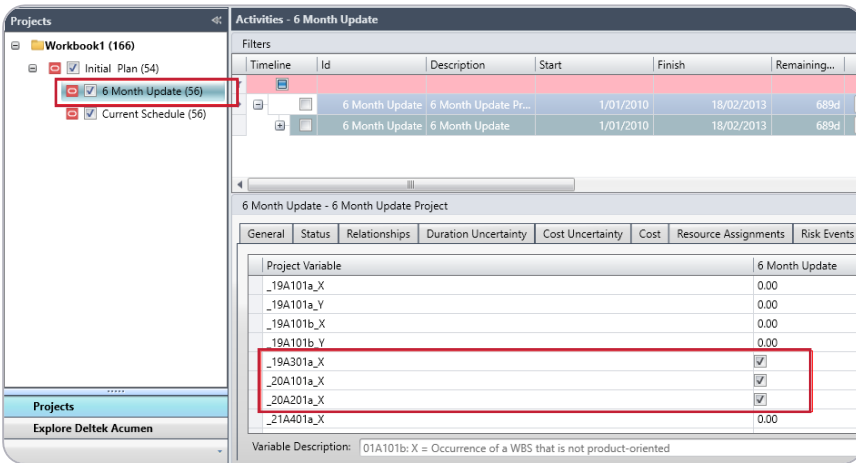 Projects
Workbook1 (166)
Initial Plan (54)
6 Month Update (56)
Current Schedule (56)
Projects
Explore Deltek Acumen
Activities - 6 Month Update
Filters
Timeline Id Description Start Finish Remaining...
6 Month Update 6 Month Update Pr... 1/01/2010 18/02/2013 689d
6 Month Update 6 Month Update 1/01/2010 18/02/2013 689d
6 Month Update - 6 Month Update Project
General Status Relationships Duration Uncertainty Cost Uncertainty Cost Resource Assignments Risk Events
Project Variable 6 Month Update
_19A101a_X 0.00
_19A101a_Y 0.00
_19A101b_X 0.00
_19A101b_Y 0.00
_19A301a_X
_20A101a_X
_20A201a_X
_21A401a_X 0.00
Variable Description: 01A101b: X = Occurrence of a WBS that is not product-oriented